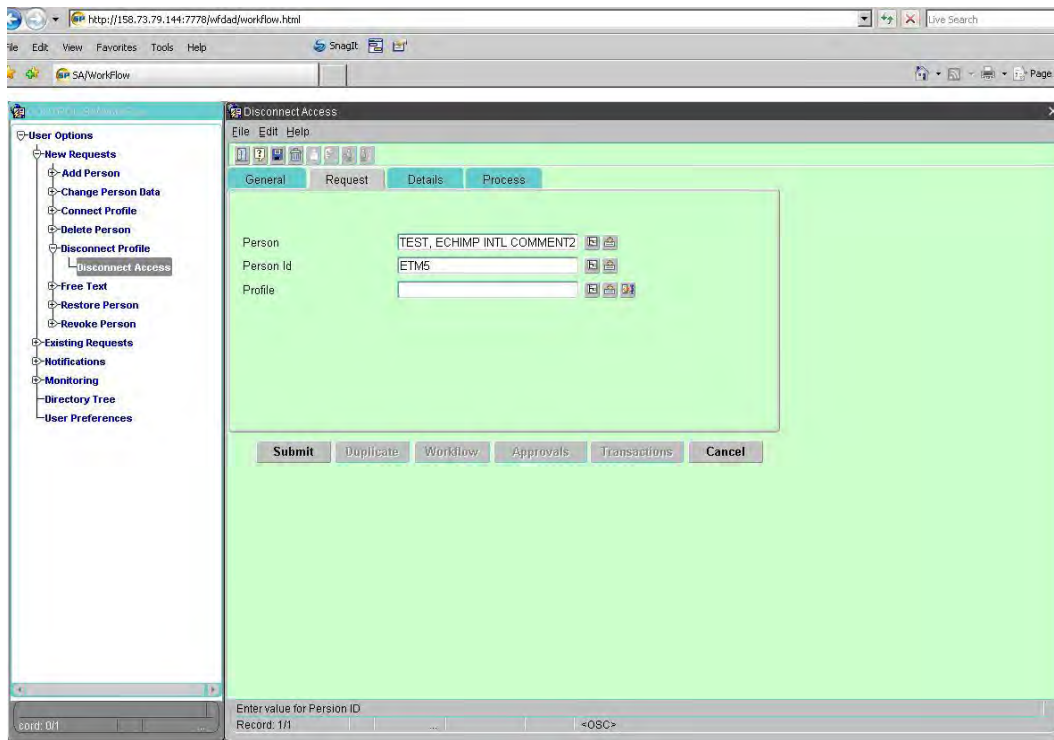 http://158.73.79.144:7778/wfdad/workflow.html
Live Search
File Edit View Favorites Tools Help
SnagIt
SA/WorkFlow
Page
Disconnect Access
File Edit Help
User Options
New Requests
Add Person
Change Person Data
Connect Profile
Delete Person
Disconnect Profile
Disconnect Access
Free Text
Restore Person
Revoke Person
Existing Requests
Notifications
Monitoring
Directory Tree
User Preferences
General Request Details Process
Person TEST, ECHIMP INTL COMMENT2
Person Id ETM5
Profile
Submit Duplicate Workflow Approvals Transactions Cancel
Enter value for Persion ID
Record: 1/1 ... <OSC>
cord: 0/1 ...